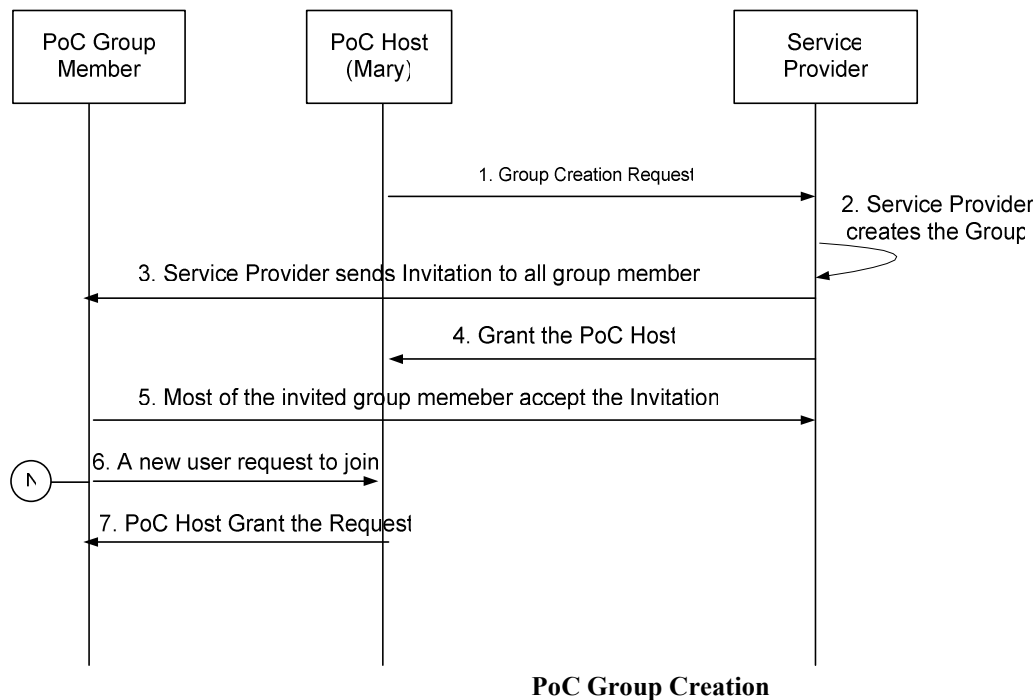 PoC Group
Member
PoC Host
(Mary)
Service
Provider
1. Group Creation Request
2. Service Provider
creates the Group
3. Service Provider sends Invitation to all group member
4. Grant the PoC Host
5. Most of the invited group memeber accept the Invitation
6. A new user request to join
N
7. PoC Host Grant the Request
PoC Group Creation